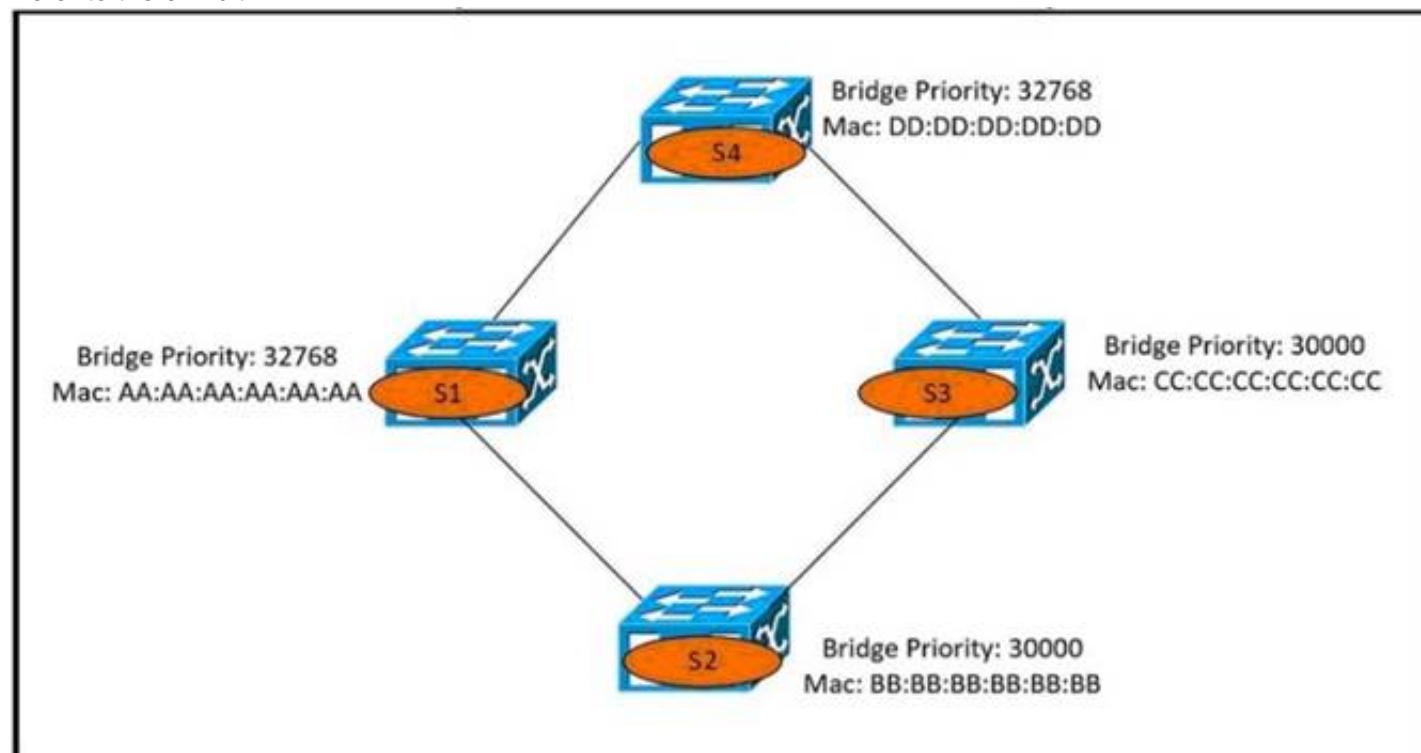 Bridge Priority: 32768
Mac: DD:DD:DD:DD:DD
S4
Bridge Priority: 32768
Mac: AA:AA:AA:AA:AA:AA
S1
S3
Bridge Priority: 30000
Mac: CC:CC:CC:CC:CC:CC
S2
Bridge Priority: 30000
Mac: BB:BB:BB:BB:BB:BB